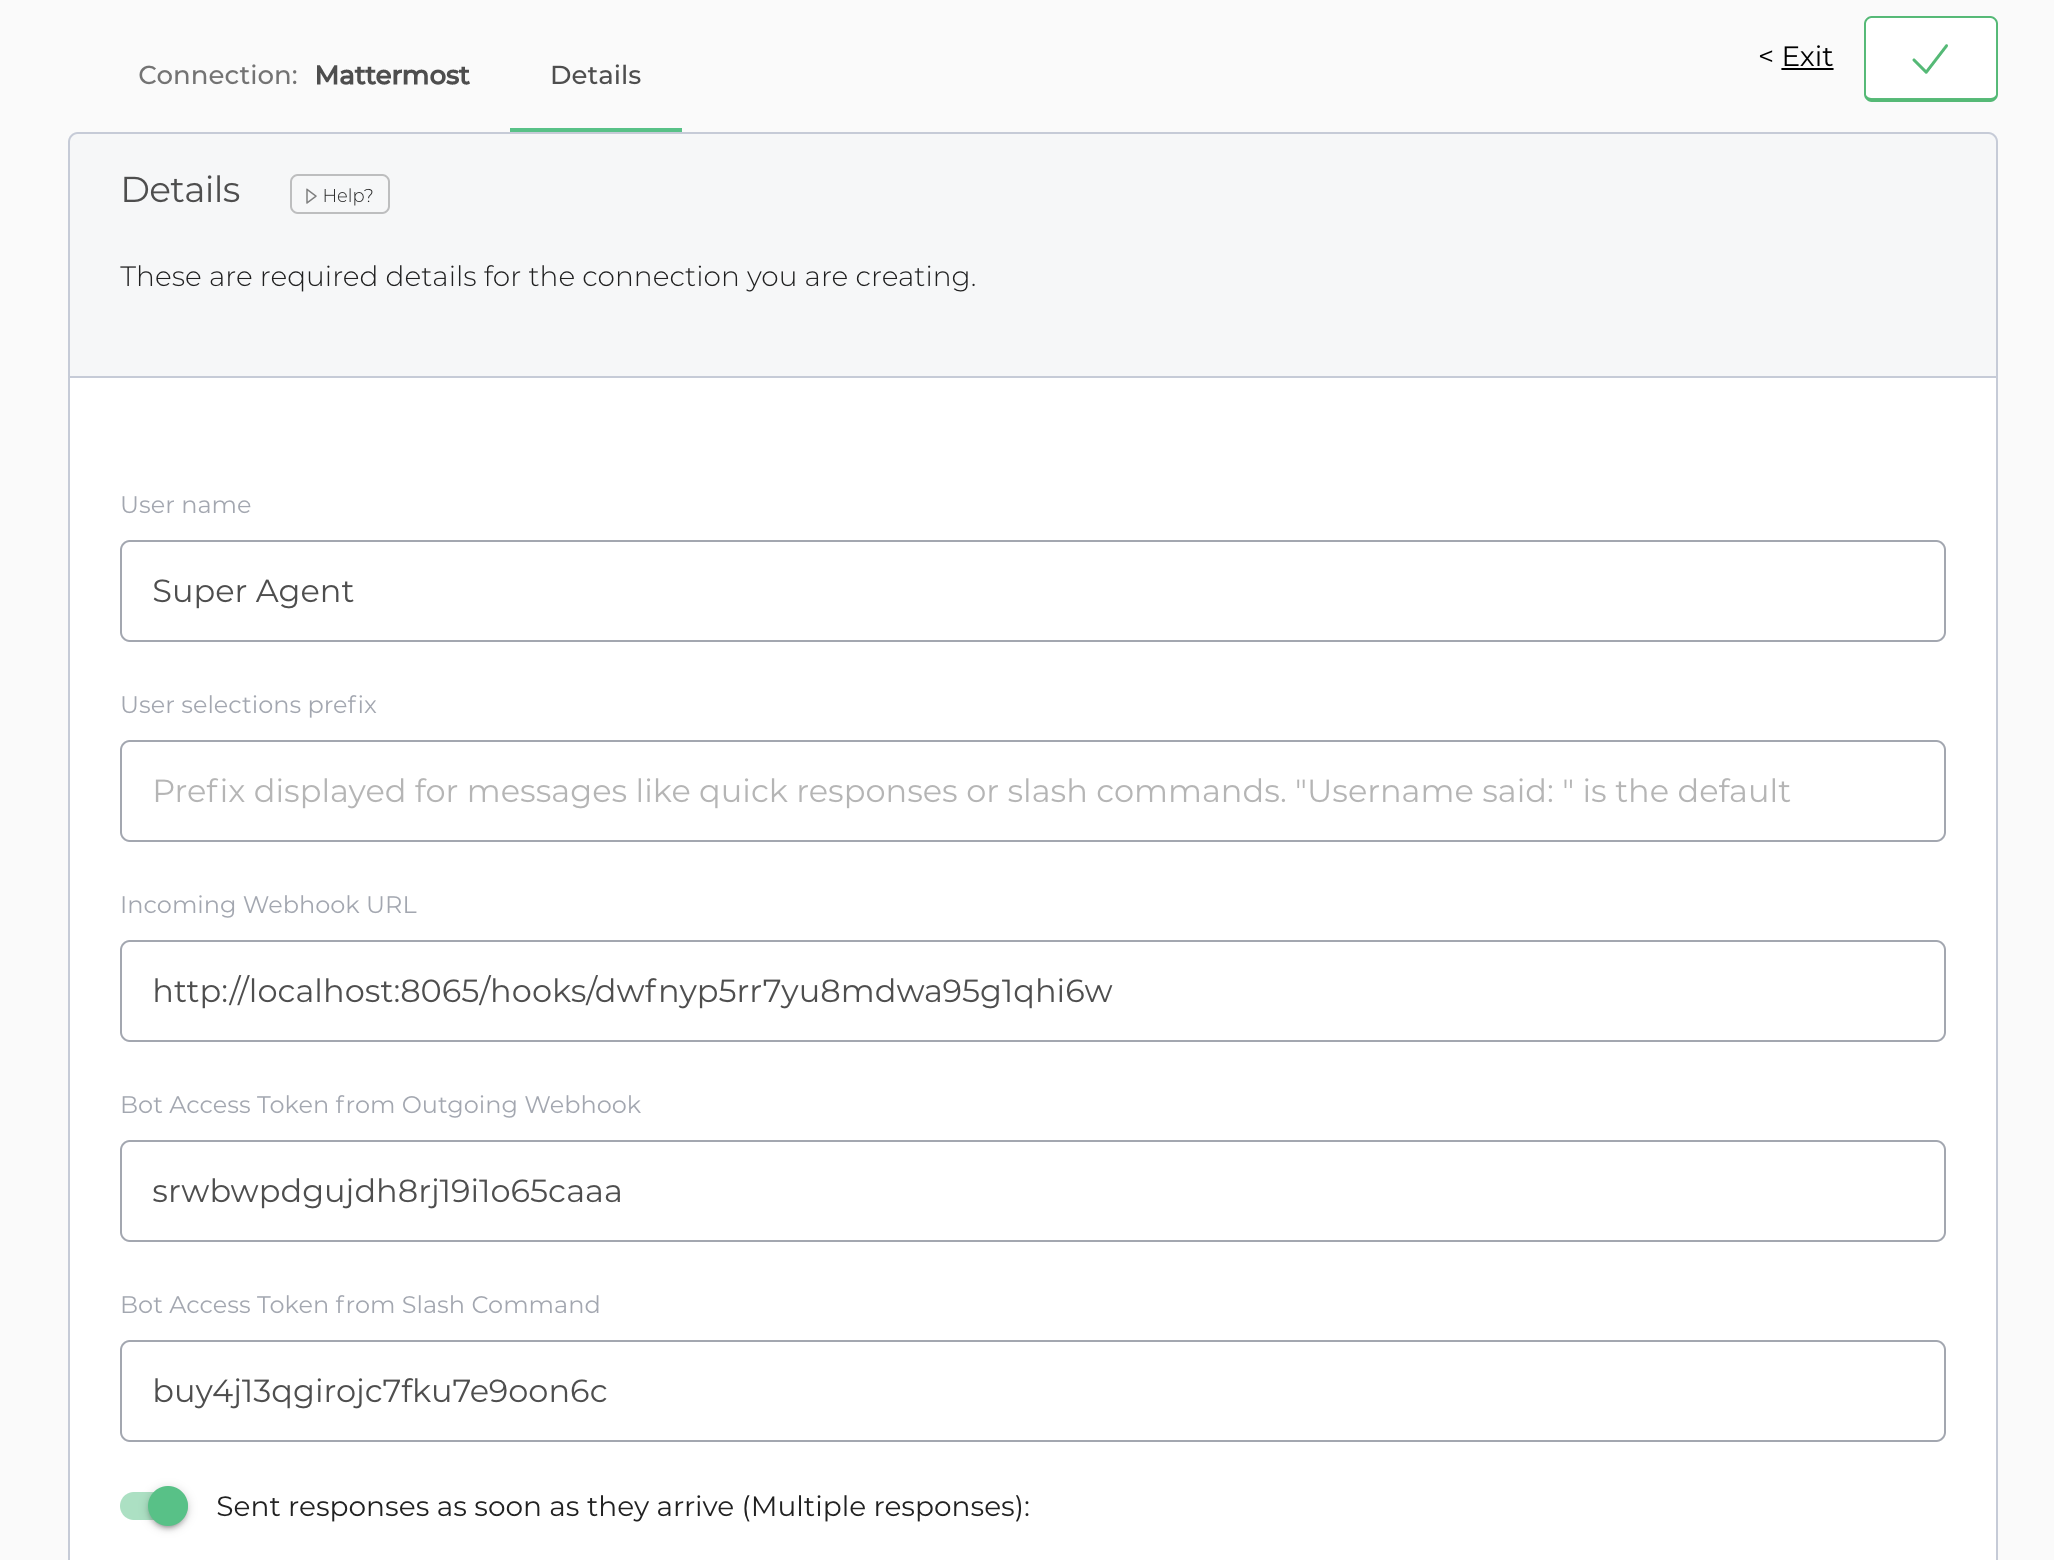 Connection: Mattermost
Details
< Exit
Details
Help?
These are required details for the connection you are creating.
User name
Super Agent
User selections prefix
Prefix displayed for messages like quick responses or slash commands. "Username said: " is the default
Incoming Webhook URL
http://localhost:8065/hooks/dwfnyp5rr7yu8mdwa95g1qhi6w
Bot Access Token from Outgoing Webhook
srwbwpdgujdh8rj19i1o65caaa
Bot Access Token from Slash Command
buy4j13qgirojc7fku7e9oon6c
Sent responses as soon as they arrive (Multiple responses):